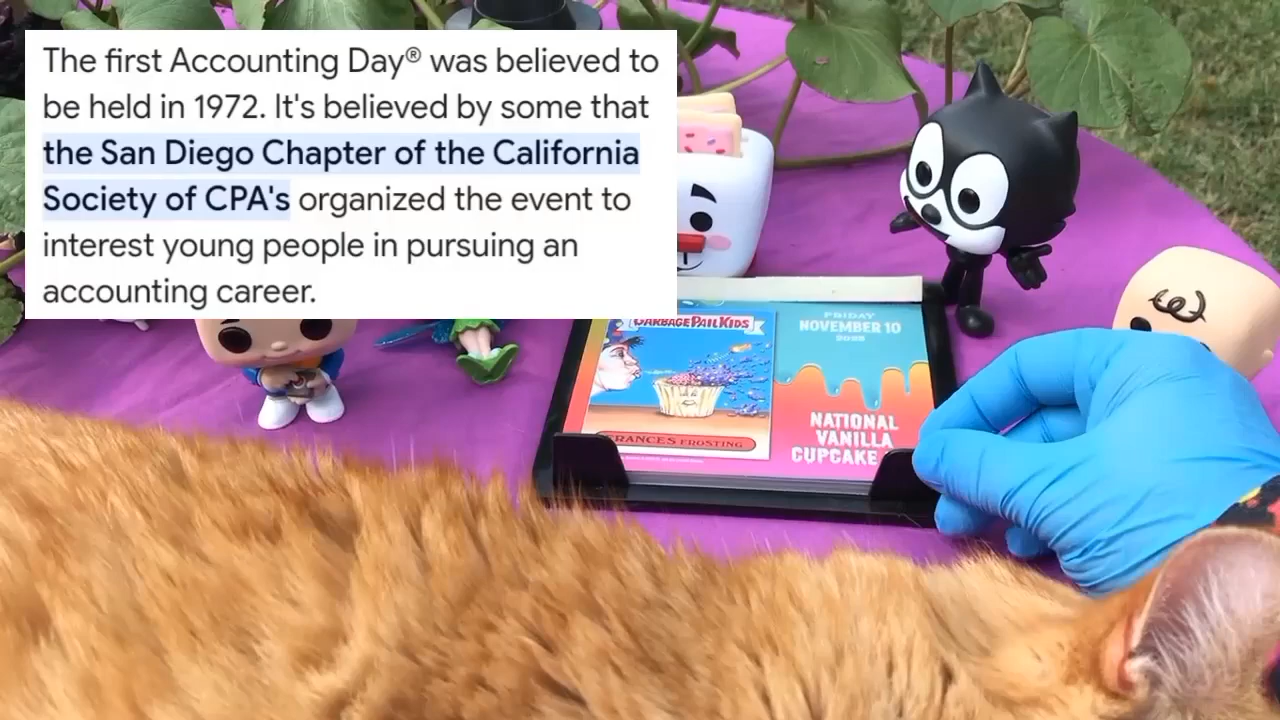 The first Accounting Day® was believed to
be held in 1972. It's believed by some that
the San Diego Chapter of the California
Society of CPA's organized the event to
interest young people in pursuing an
accounting career.
GARBAGE PAIL KIDS
FRIDAY
NOVEMBER 10
FRANCES FROSTING
NATIONAL
VANILLA
CUPCAKE